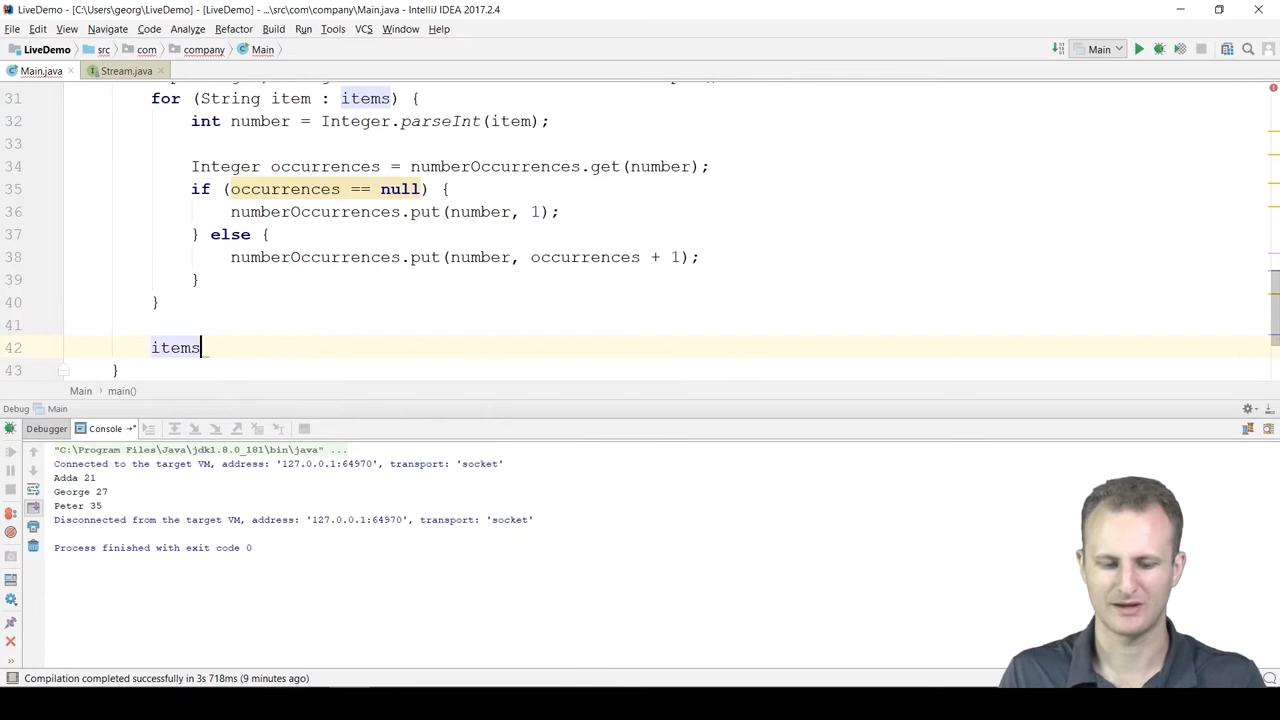 LiveDemo - [C:\Users\georg\LiveDemo] - [LiveDemo] - ...\src\com\company\Main.java - IntelliJ IDEA 2017.2.4
File Edit View Navigate Code Analyze Refactor Build Run Tools VCS Window Help
LiveDemo src com company Main Main
Main.java Stream.java
31 for (String item : items) {
32 int number = Integer.parseInt(item);
33
34 Integer occurrences = numberOccurrences.get(number);
35 if (occurrences == null) {
36 numberOccurrences.put(number, 1);
37 } else {
38 numberOccurrences.put(number, occurrences + 1);
39 }
40 }
41
42 items
43 }
Main › main()
Debug Main
Debugger Console
"C:\Program Files\Java\jdk1.8.0_181\bin\java" ...
Connected to the target VM, address: '127.0.0.1:64970', transport: 'socket'
Adda 21
George 27
Peter 35
Disconnected from the target VM, address: '127.0.0.1:64970', transport: 'socket'
Process finished with exit code 0
Compilation completed successfully in 3s 718ms (9 minutes ago)